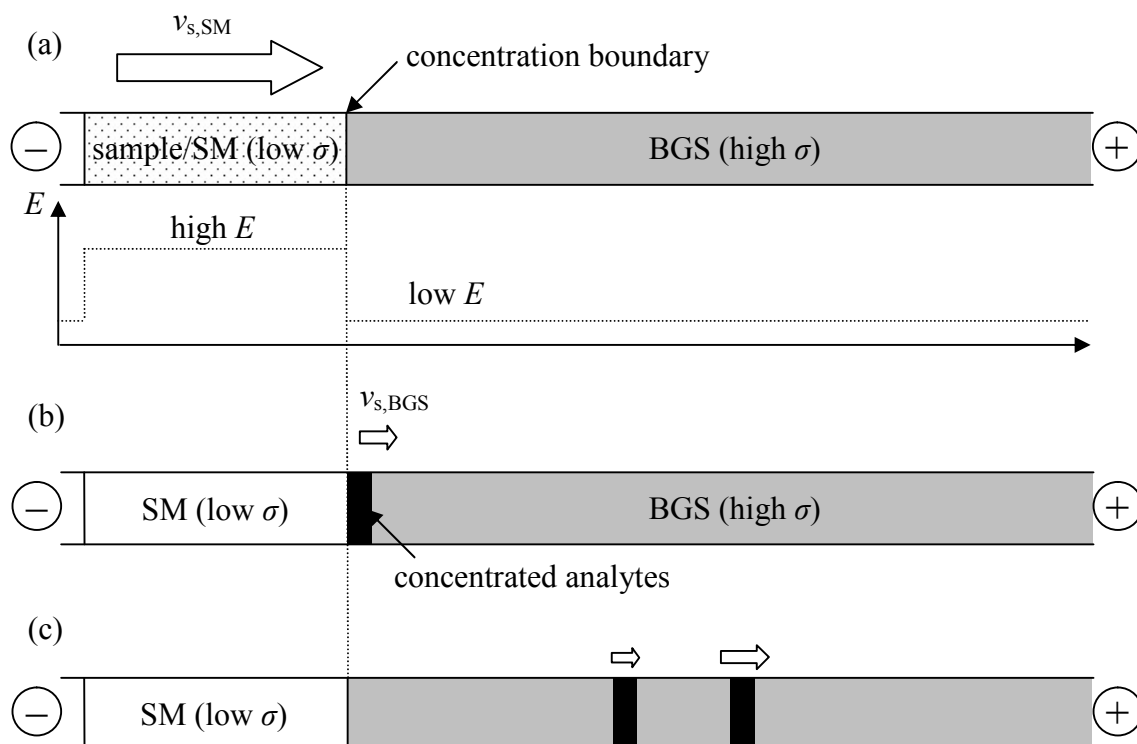 (a)
v_s,SM
concentration boundary
− sample/SM (low σ) BGS (high σ) +
E
high E
low E
(b)
v_s,BGS
− SM (low σ) BGS (high σ) +
concentrated analytes
(c)
− SM (low σ) +